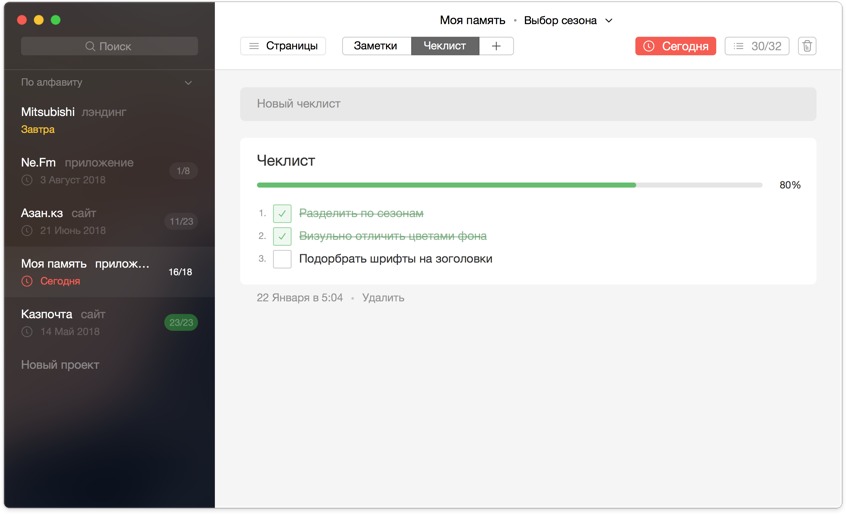 Поиск
По алфавиту
Mitsubishi лэндинг
Завтра
Ne.Fm приложение
3 Август 2018
1/8
Азан.кз сайт
21 Июнь 2018
11/23
Моя память прилож...
Сегодня
16/18
Казпочта сайт
14 Май 2018
23/23
Новый проект
Моя память • Выбор сезона
Страницы
Заметки
Чеклист
+
Сегодня
30/32
Новый чеклист
Чеклист
80%
1. Разделить по сезонам
2. Визульно отличить цветами фона
3. Подорбрать шрифты на зоголовки
22 Января в 5:04 • Удалить